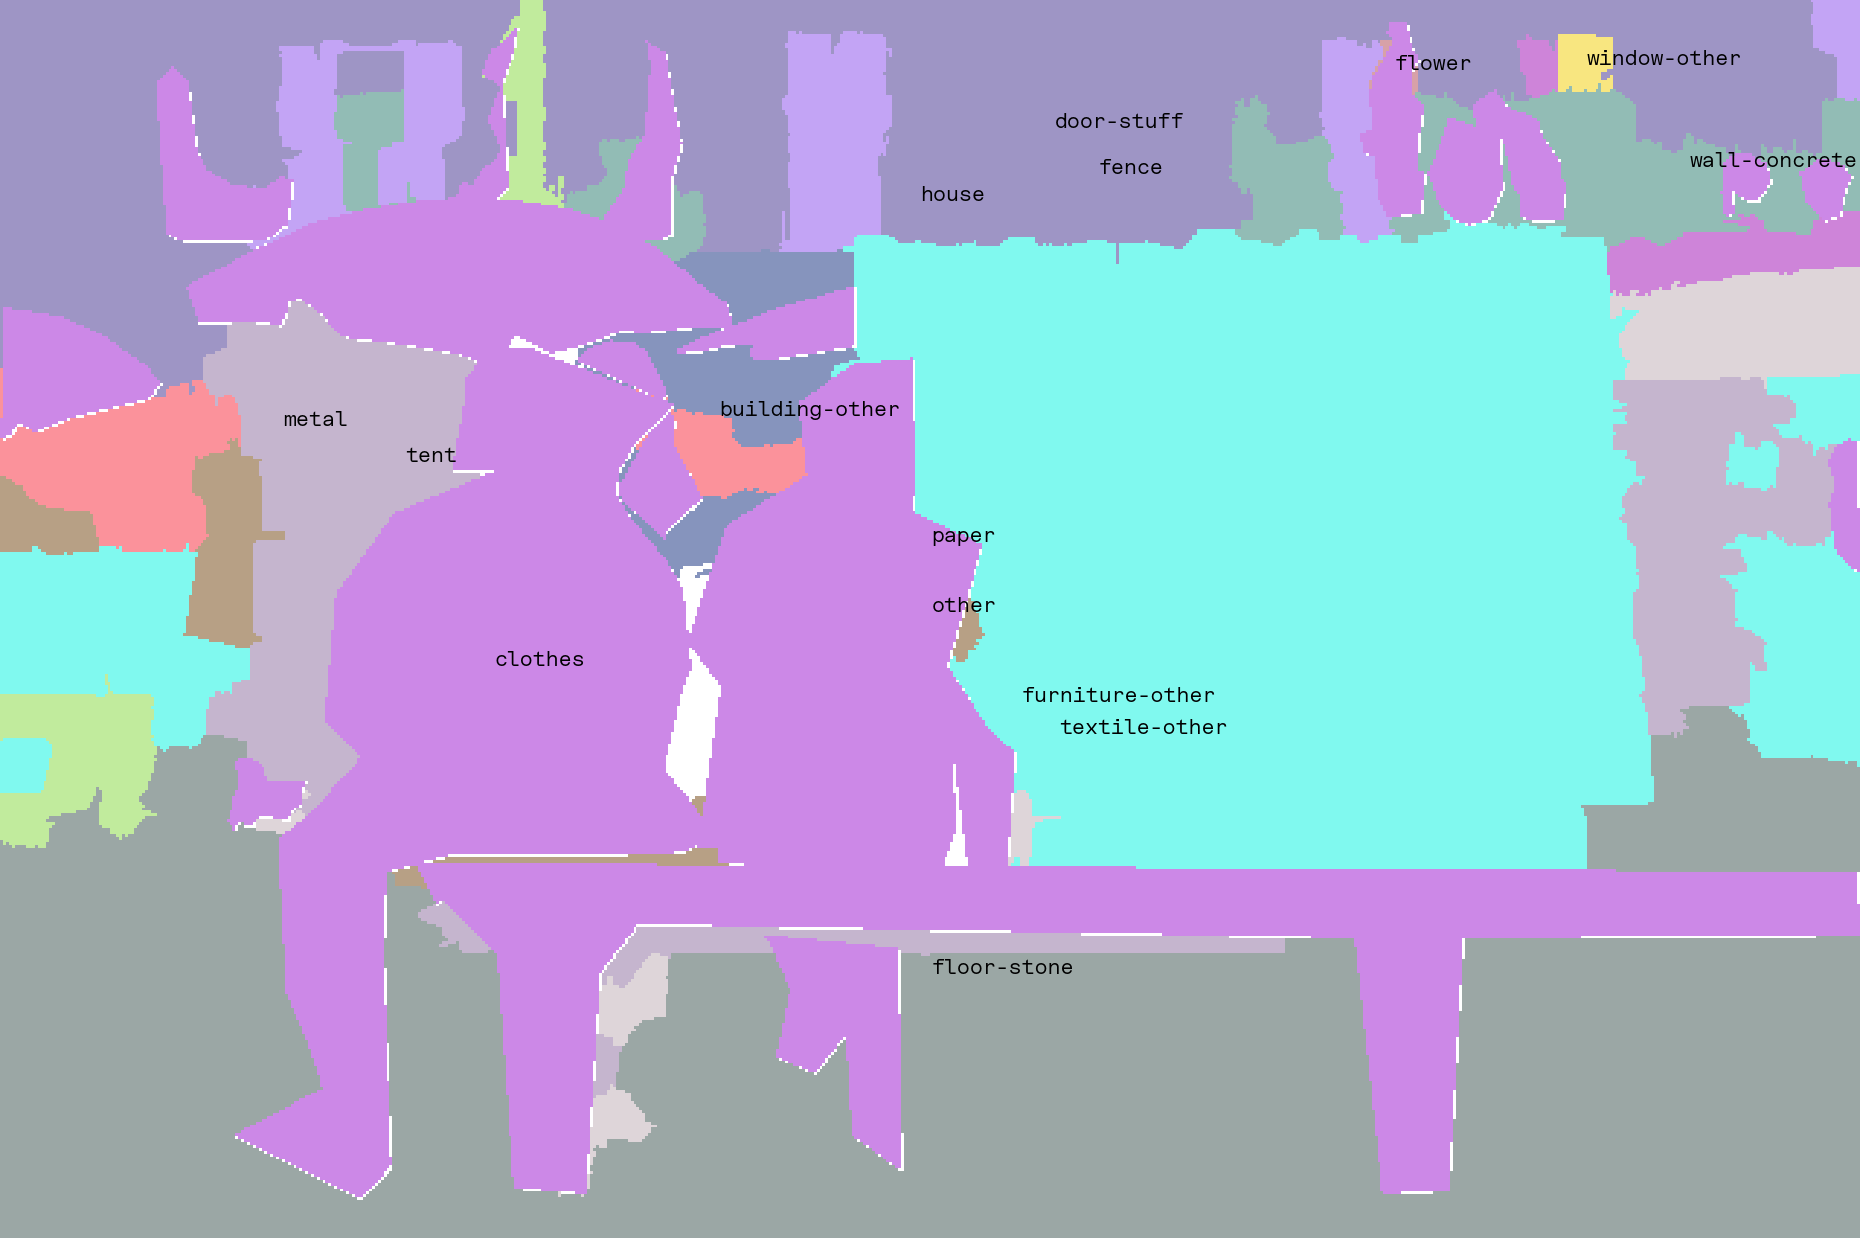 flower
window-other
door-stuff
fence
wall-concrete
house
building-other
metal
tent
paper
other
clothes
furniture-other
textile-other
floor-stone